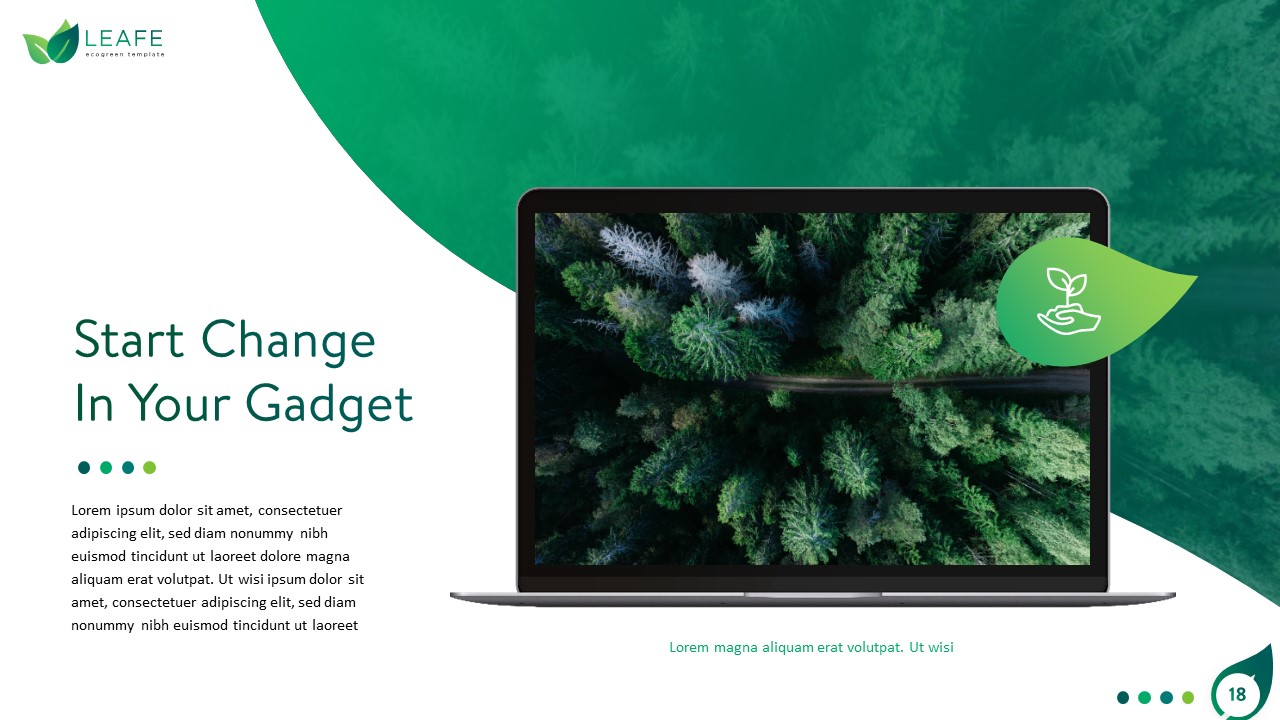 LEAFE
ecogreen template
Start Change
In Your Gadget
Lorem ipsum dolor sit amet, consectetuer
adipiscing elit, sed diam nonummy nibh
euismod tincidunt ut laoreet dolore magna
aliquam erat volutpat. Ut wisi ipsum dolor sit
amet, consectetuer adipiscing elit, sed diam
nonummy nibh euismod tincidunt ut laoreet
Lorem magna aliquam erat volutpat. Ut wisi
18